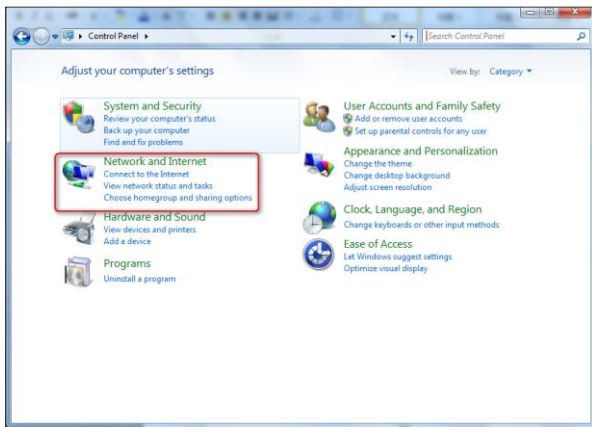 Control Panel
Search Control Panel
Adjust your computer's settings
View by: Category
System and Security
Review your computer's status
Back up your computer
Find and fix problems
Network and Internet
Connect to the Internet
View network status and tasks
Choose homegroup and sharing options
Hardware and Sound
View devices and printers
Add a device
Programs
Uninstall a program
User Accounts and Family Safety
Add or remove user accounts
Set up parental controls for any user
Appearance and Personalization
Change the theme
Change desktop background
Adjust screen resolution
Clock, Language, and Region
Change keyboards or other input methods
Ease of Access
Let Windows suggest settings
Optimize visual display